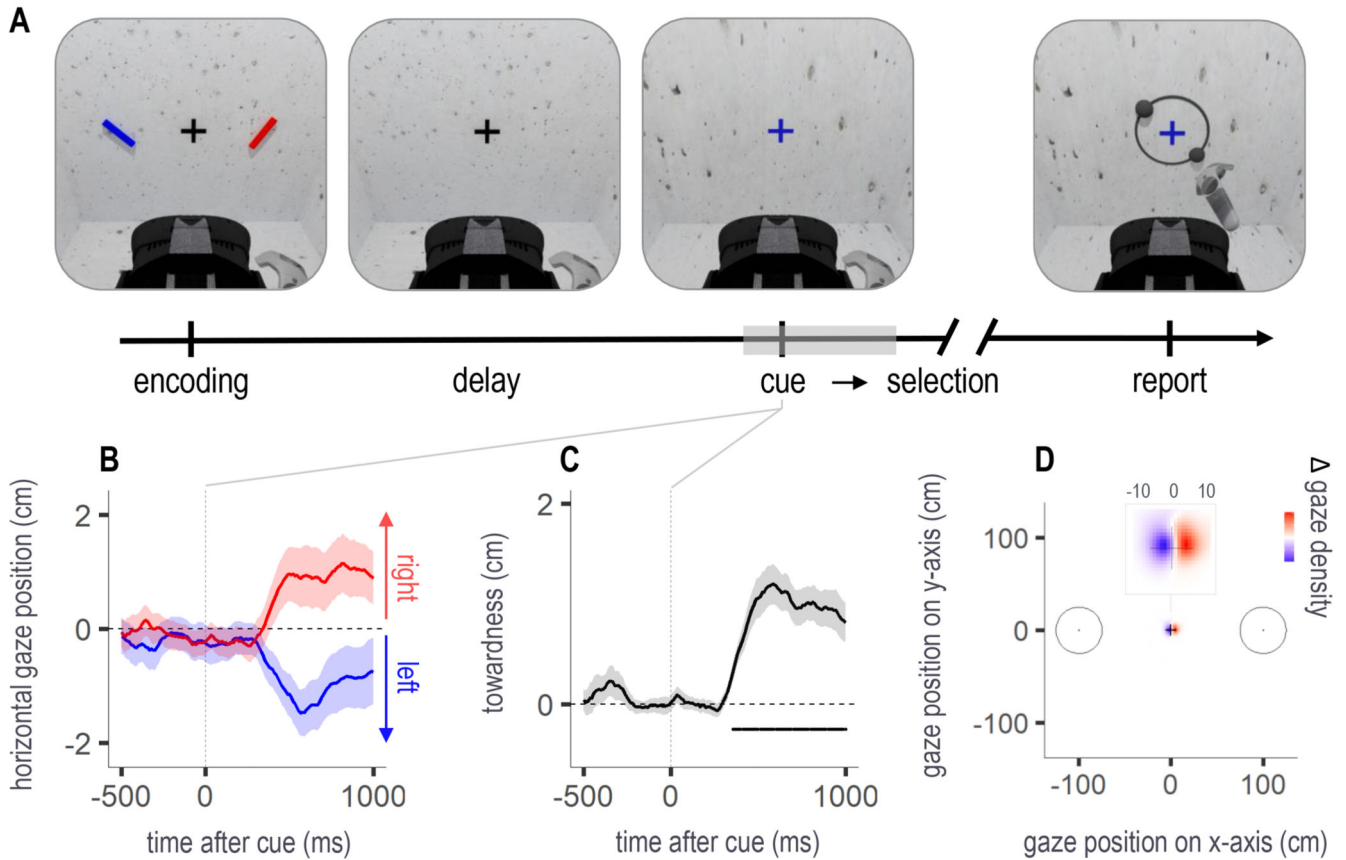 A
encoding
delay
cue → selection
report
B
horizontal gaze position (cm)
2
0
-2
-500
0
1000
time after cue (ms)
right
left
C
towardness (cm)
2
0
-500
0
1000
time after cue (ms)
D
gaze position on y-axis (cm)
100
0
-100
-100
0
100
gaze position on x-axis (cm)
-10
0
10
Δ gaze density